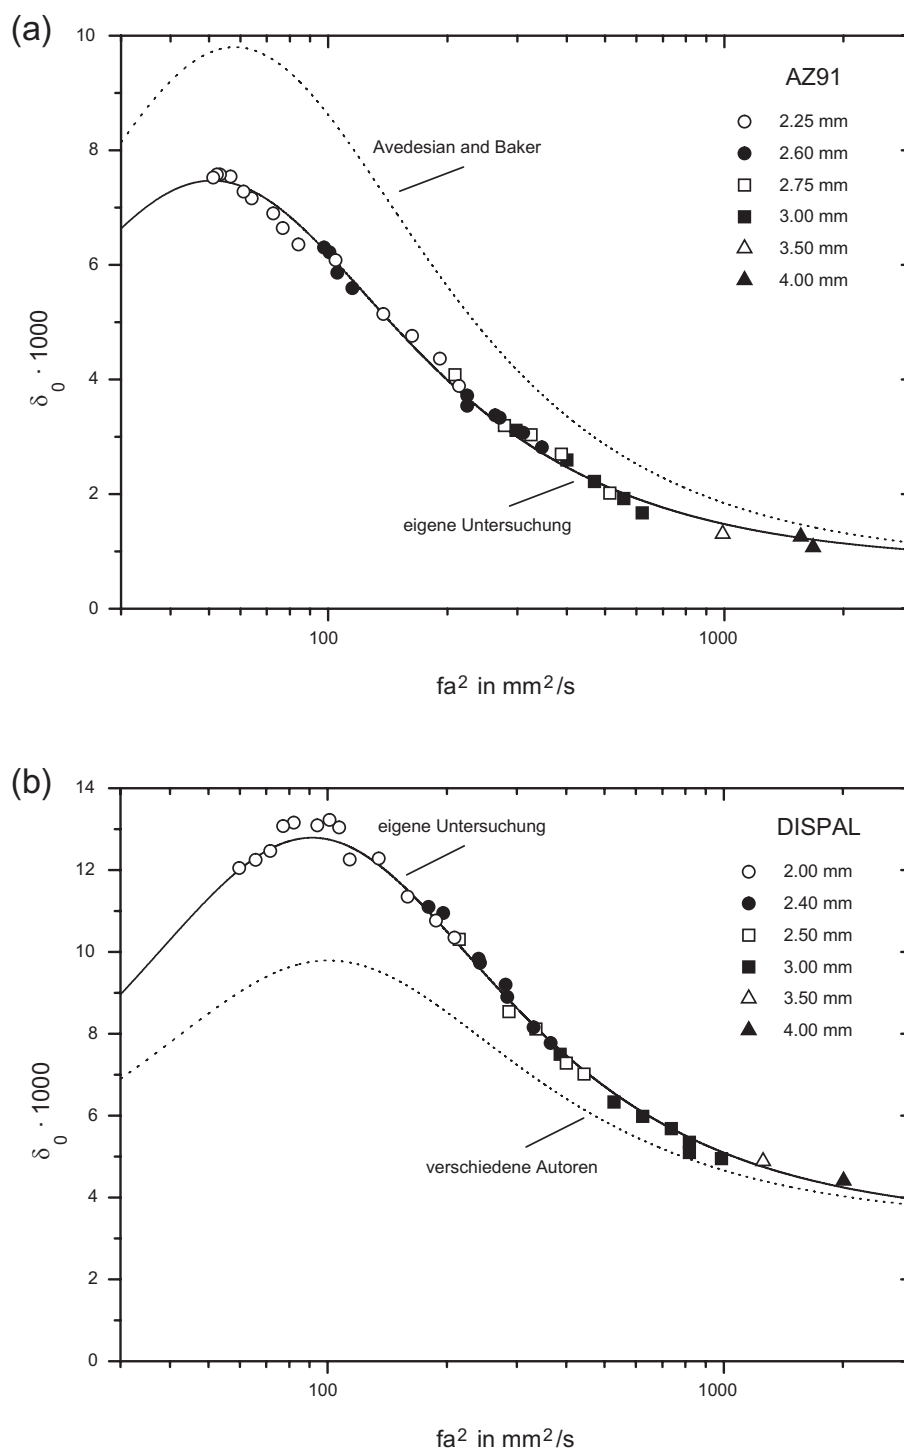 (a)
10
8
6
4
2
0
δ₀ · 1000
AZ91
2.25 mm
2.60 mm
2.75 mm
3.00 mm
3.50 mm
4.00 mm
Avedesian and Baker
eigene Untersuchung
100
1000
fa² in mm²/s
(b)
14
12
10
8
6
4
2
0
δ₀ · 1000
DISPAL
2.00 mm
2.40 mm
2.50 mm
3.00 mm
3.50 mm
4.00 mm
eigene Untersuchung
verschiedene Autoren
100
1000
fa² in mm²/s